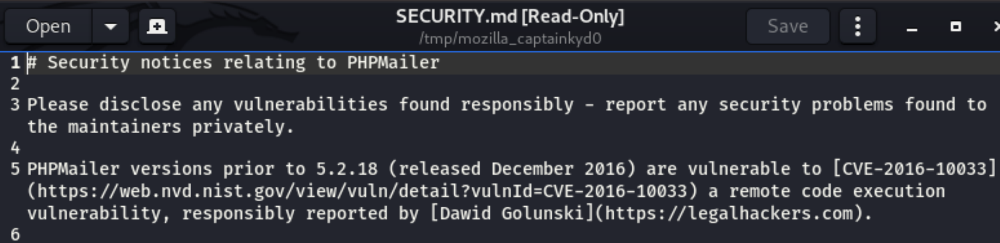 Open
SECURITY.md [Read-Only]
/tmp/mozilla_captainkyd0
Save
1 # Security notices relating to PHPMailer
2
3 Please disclose any vulnerabilities found responsibly – report any security problems found to
the maintainers privately.
4
5 PHPMailer versions prior to 5.2.18 (released December 2016) are vulnerable to [CVE-2016-10033]
(https://web.nvd.nist.gov/view/vuln/detail?vulnId=CVE-2016-10033) a remote code execution
vulnerability, responsibly reported by [Dawid Golunski](https://legalhackers.com).
6